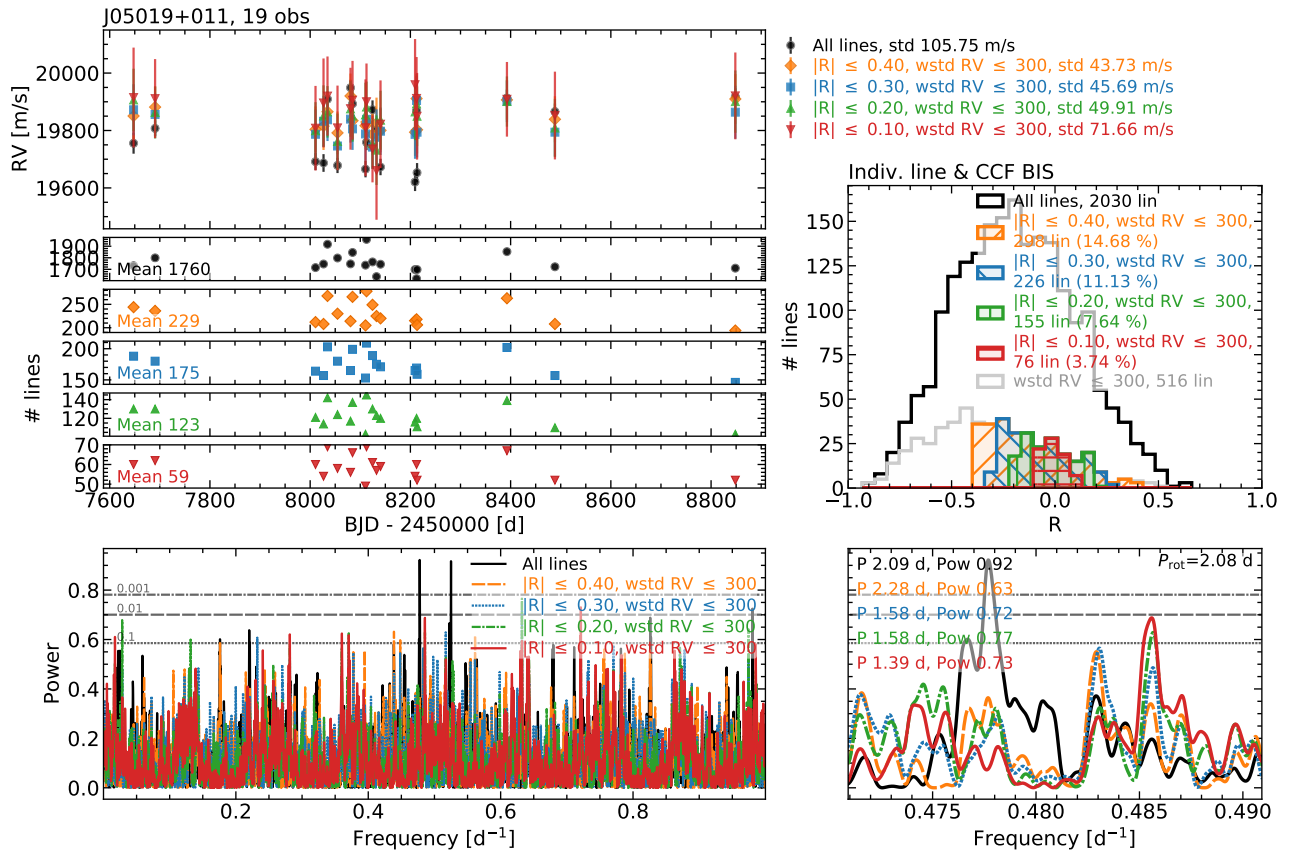 J05019+011, 19 obs
20000
19800
19600
RV [m/s]
All lines, std 105.75 m/s
|R| ≤ 0.40, wstd RV ≤ 300, std 43.73 m/s
|R| ≤ 0.30, wstd RV ≤ 300, std 45.69 m/s
|R| ≤ 0.20, wstd RV ≤ 300, std 49.91 m/s
|R| ≤ 0.10, wstd RV ≤ 300, std 71.66 m/s
1900
1800
1700
Mean 1760
250
200
Mean 229
200
150
Mean 175
140
120
100
Mean 123
70
60
50
Mean 59
# lines
7600 7800 8000 8200 8400 8600 8800
BJD - 2450000 [d]
Indiv. line & CCF BIS
150
125
100
75
50
25
0
# lines
All lines, 2030 lin
|R| ≤ 0.40, wstd RV ≤ 300,
298 lin (14.68 %)
|R| ≤ 0.30, wstd RV ≤ 300,
226 lin (11.13 %)
|R| ≤ 0.20, wstd RV ≤ 300,
155 lin (7.64 %)
|R| ≤ 0.10, wstd RV ≤ 300,
76 lin (3.74 %)
wstd RV ≤ 300, 516 lin
−1.0 −0.5 0.0 0.5 1.0
R
0.8
0.6
0.4
0.2
0.0
Power
0.001
0.01
0.1
All lines
|R| ≤ 0.40, wstd RV ≤ 300
|R| ≤ 0.30, wstd RV ≤ 300
|R| ≤ 0.20, wstd RV ≤ 300
|R| ≤ 0.10, wstd RV ≤ 300
0.2 0.4 0.6 0.8
Frequency [d⁻¹]
P 2.09 d, Pow 0.92
P 2.28 d, Pow 0.63
P 1.58 d, Pow 0.72
P 1.58 d, Pow 0.77
P 1.39 d, Pow 0.73
P_rot=2.08 d
0.475 0.480 0.485 0.490
Frequency [d⁻¹]